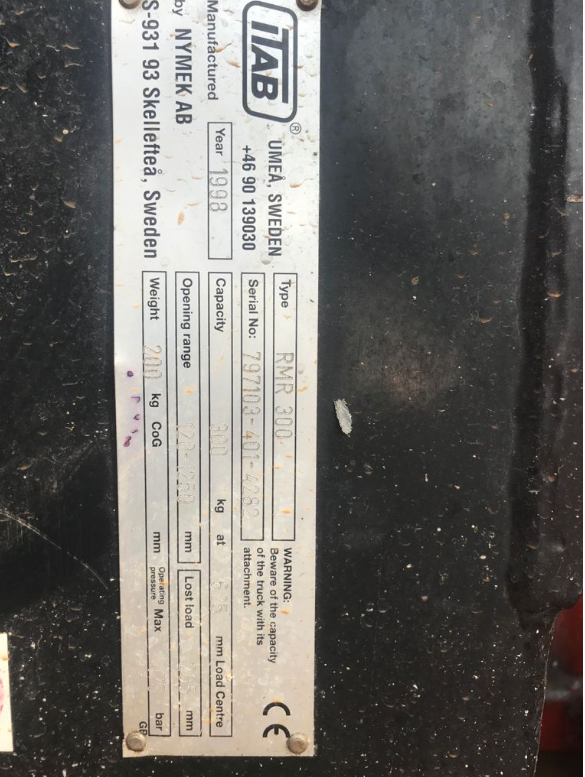 iTAB®
UMEÅ, SWEDEN
+46 90 139030
Manufactured
by NYMEK AB
S-931 93 Skellefteå, Sweden
Year 1998
Type RMR 300
Serial No: 797103-401-4282
WARNING:
Beware of the capacity
of the truck with its
attachment.
Capacity 300 kg at mm Load Centre
Opening range mm Lost load mm
Weight 200 kg CoG mm Operating pressure Max bar
CE
GB